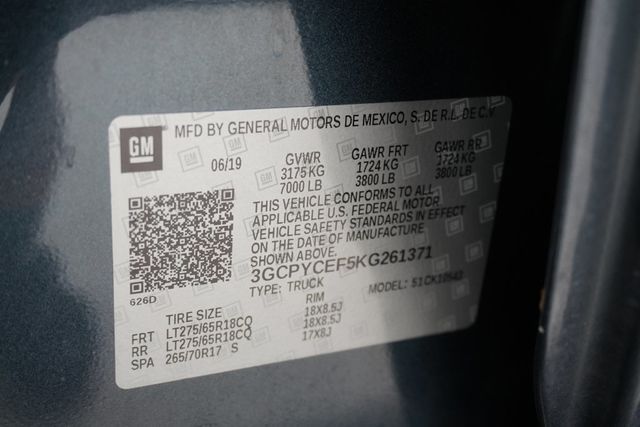 GM
MFD BY GENERAL MOTORS DE MEXICO, S. DE R.L. DE C.V
06/19 GVWR GAWR FRT GAWR RR
3175 KG 1724 KG 1724 KG
7000 LB 3800 LB 3800 LB
THIS VEHICLE CONFORMS TO ALL
APPLICABLE U.S. FEDERAL MOTOR
VEHICLE SAFETY STANDARDS IN EFFECT
ON THE DATE OF MANUFACTURE
SHOWN ABOVE.
3GCPYCEF5KG261371
626D
TYPE: TRUCK MODEL: 51 CK10543
TIRE SIZE RIM
FRT LT275/65R18CQ 18X8.5J
RR LT275/65R18CQ 18X8.5J
SPA 265/70R17 S 17X8J